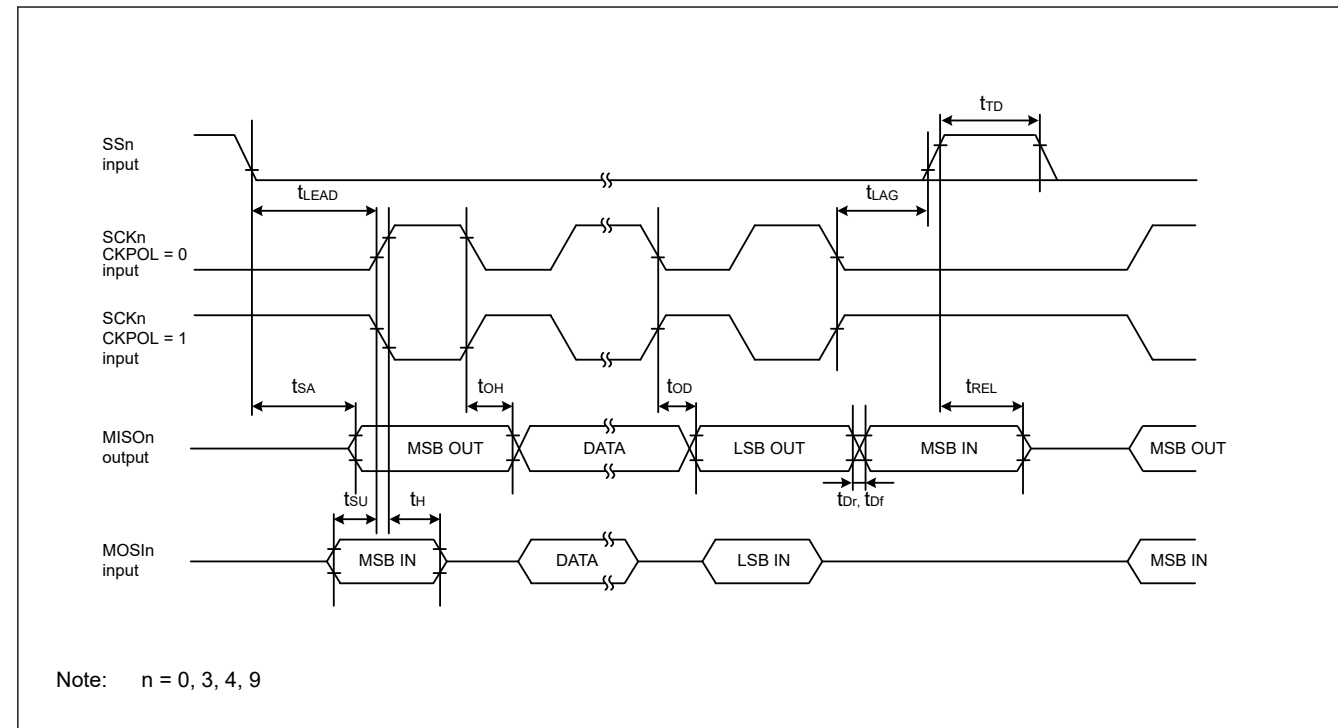 tTD
SSn
input
tLEAD
tLAG
SCKn
CKPOL = 0
input
SCKn
CKPOL = 1
input
tSA
tOH
tOD
tREL
MISOn
output
MSB OUT
DATA
LSB OUT
MSB IN
MSB OUT
tSU
tH
tDr, tDf
MOSIn
input
MSB IN
DATA
LSB IN
MSB IN
Note: n = 0, 3, 4, 9